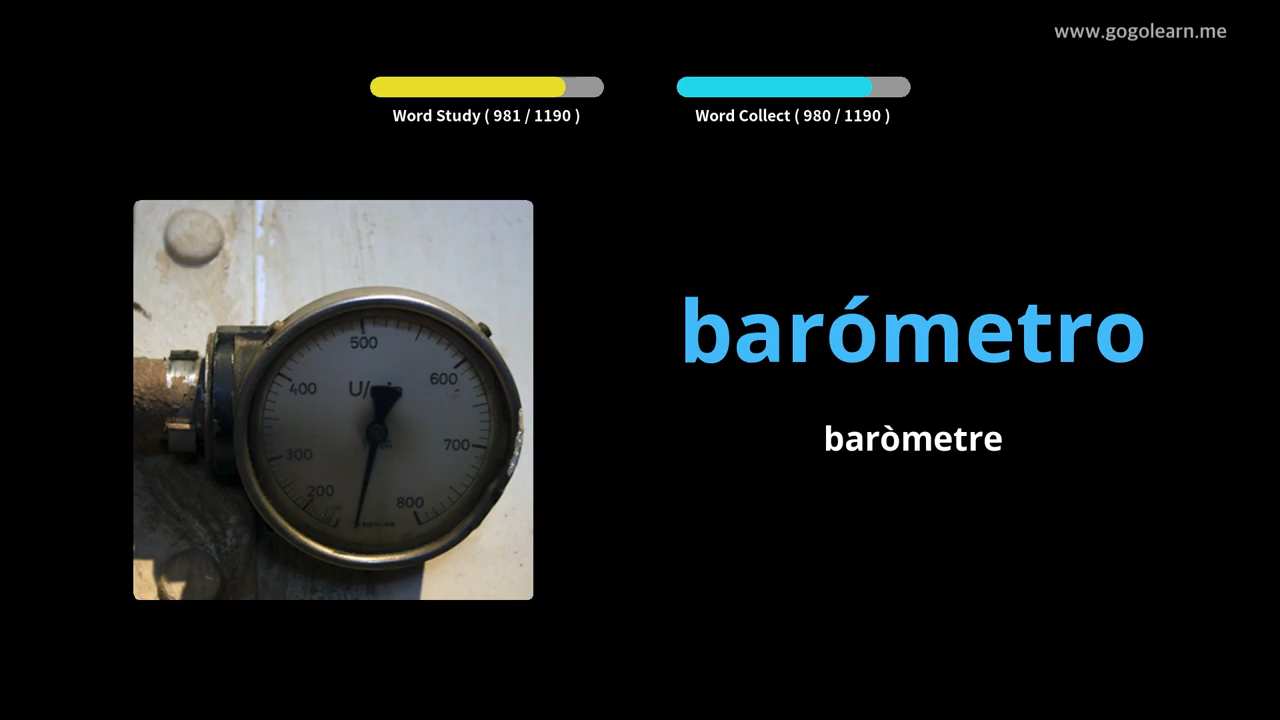 www.gogolearn.me
Word Study ( 981 / 1190 )
Word Collect ( 980 / 1190 )
500
400
600
300
700
200
800
barómetro
baròmetre